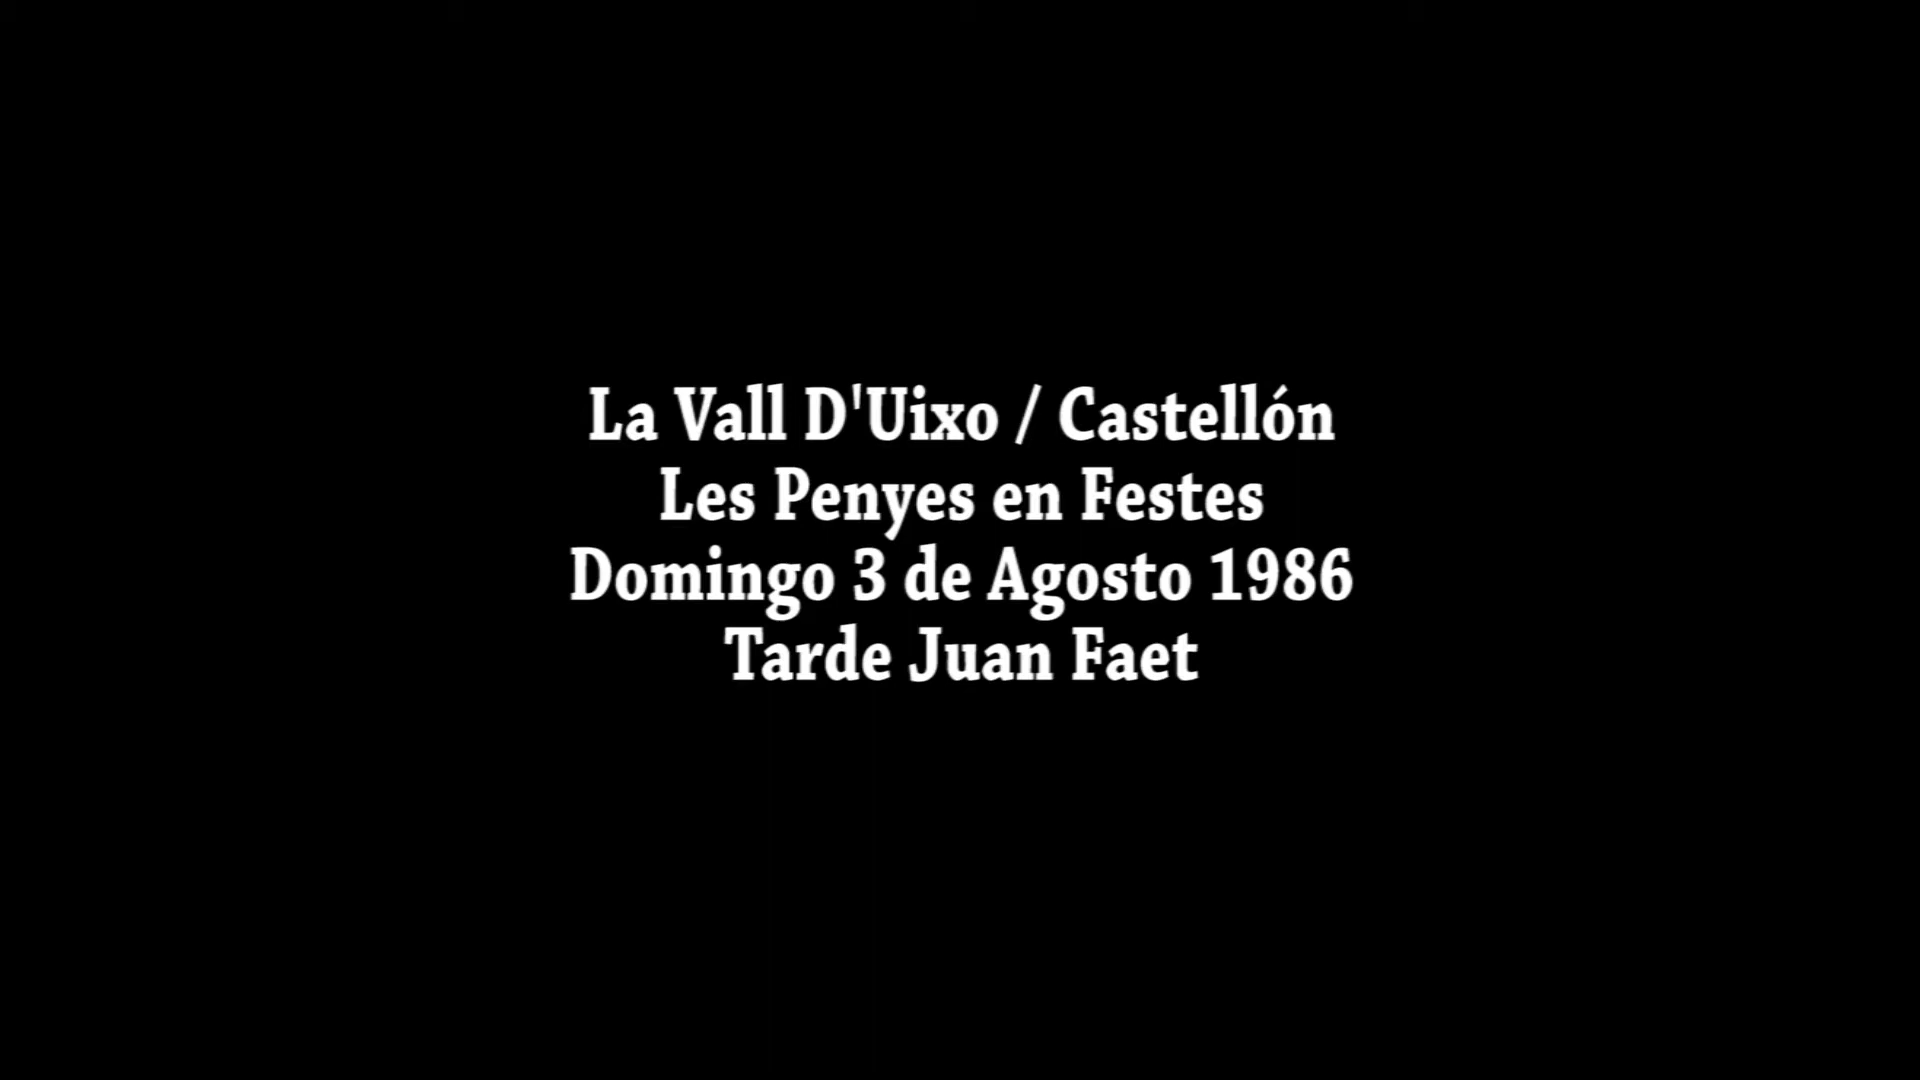 La Vall D'Uixo / Castellón
Les Penyes en Festes
Domingo 3 de Agosto 1986
Tarde Juan Faet